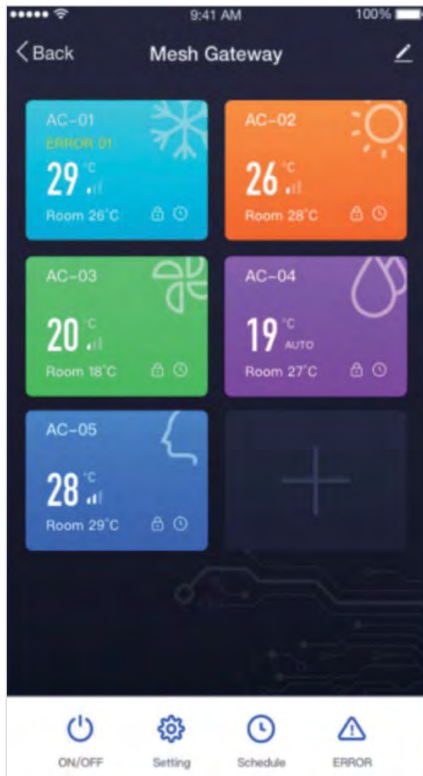 9:41 AM 100%
Back Mesh Gateway
AC-01
ERROR 01
29 °C
Room 26°C
AC-02
26 °C
Room 28°C
AC-03
20 °C
Room 18°C
AC-04
19 °C
AUTO
Room 27°C
AC-05
28 °C
Room 29°C
ON/OFF Setting Schedule ERROR